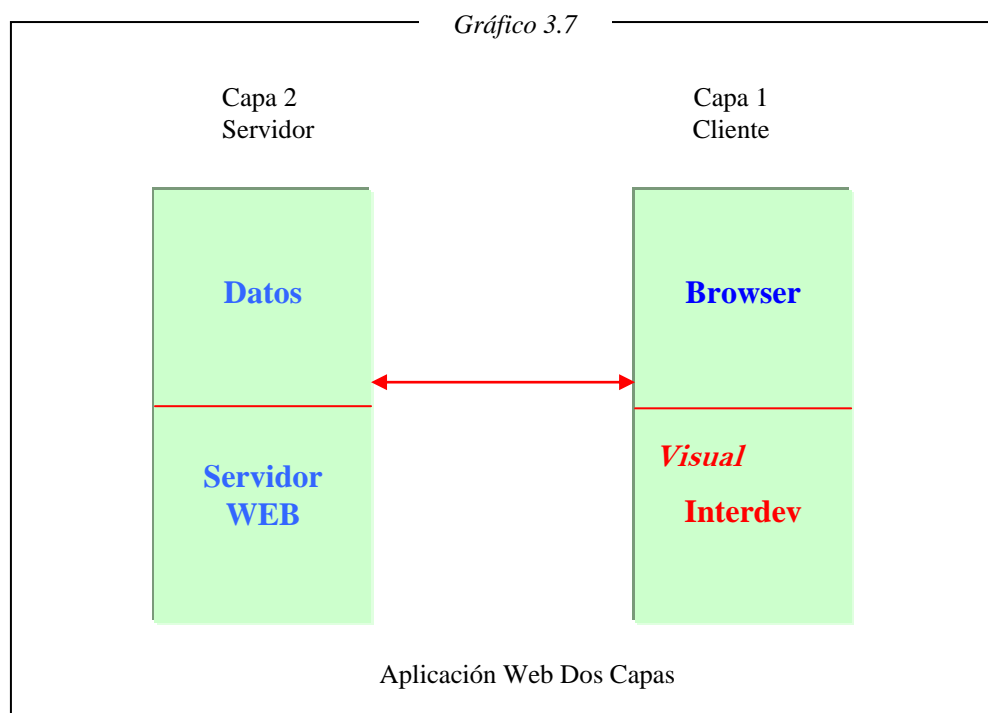 Gráfico 3.7
Capa 2
Servidor
Capa 1
Cliente
Datos
Servidor
WEB
Browser
Visual
Interdev
Aplicación Web Dos Capas